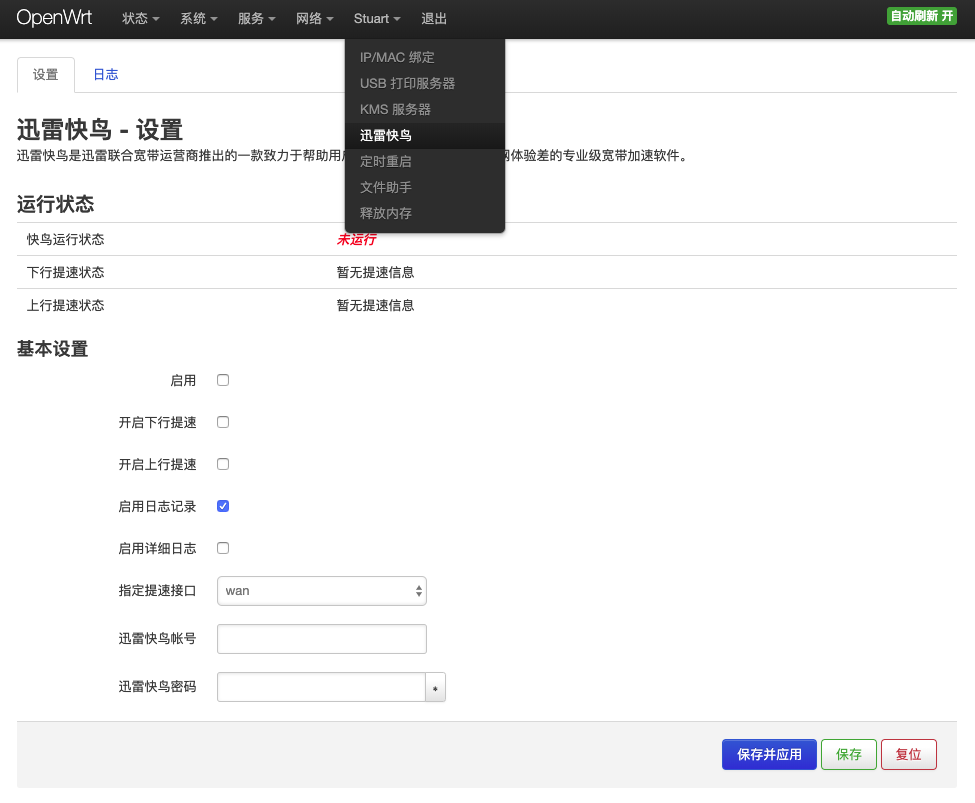 OpenWrt 状态 系统 服务 网络 Stuart 退出 自动刷新 开
IP/MAC 绑定
USB 打印服务器
KMS 服务器
迅雷快鸟
定时重启
文件助手
释放内存
设置 日志
迅雷快鸟 - 设置
迅雷快鸟是迅雷联合宽带运营商推出的一款致力于帮助用 网体验差的专业级宽带加速软件。
运行状态
快鸟运行状态 未运行
下行提速状态 暂无提速信息
上行提速状态 暂无提速信息
基本设置
启用
开启下行提速
开启上行提速
启用日志记录
启用详细日志
指定提速接口 wan
迅雷快鸟帐号
迅雷快鸟密码 *
保存并应用 保存 复位